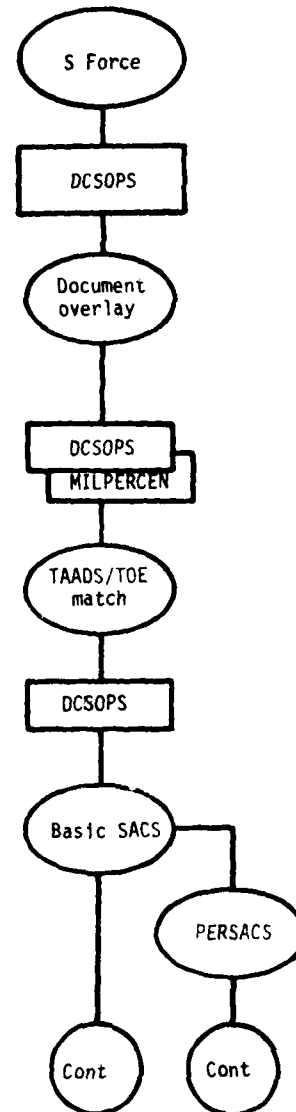 S Force
DCSOPS
Document
overlay
DCSOPS
MILPERCEN
TAADS/TOE
match
DCSOPS
Basic SACS
PERSACS
Cont
Cont